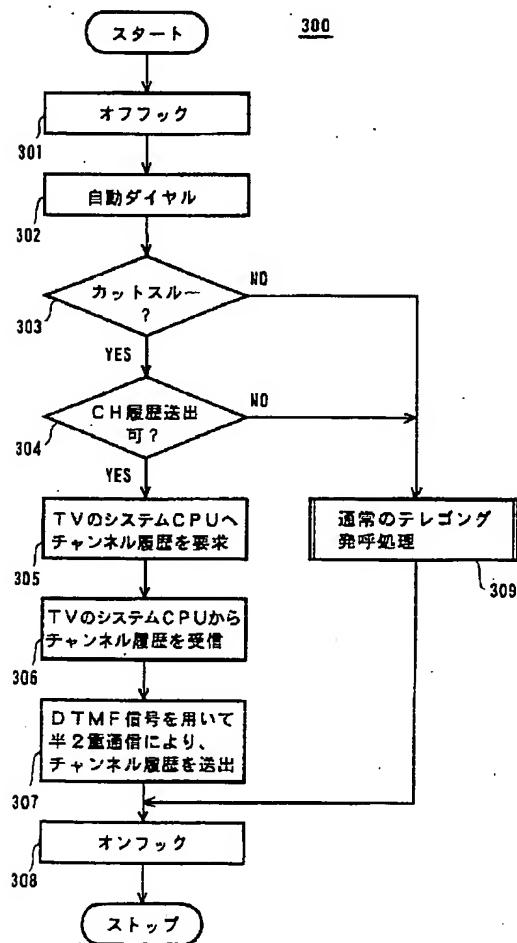 スタート
300
オフフック
301
自動ダイヤル
302
カットスルー
?
NO
303
YES
CH履歴送出
可?
NO
304
YES
TVのシステムCPUへ
チャンネル履歴を要求
305
通常のテレゴング
発呼処理
309
TVのシステムCPUから
チャンネル履歴を受信
306
DTMF信号を用いて
半2重通信により、
チャンネル履歴を送出
307
オンフック
308
ストップ